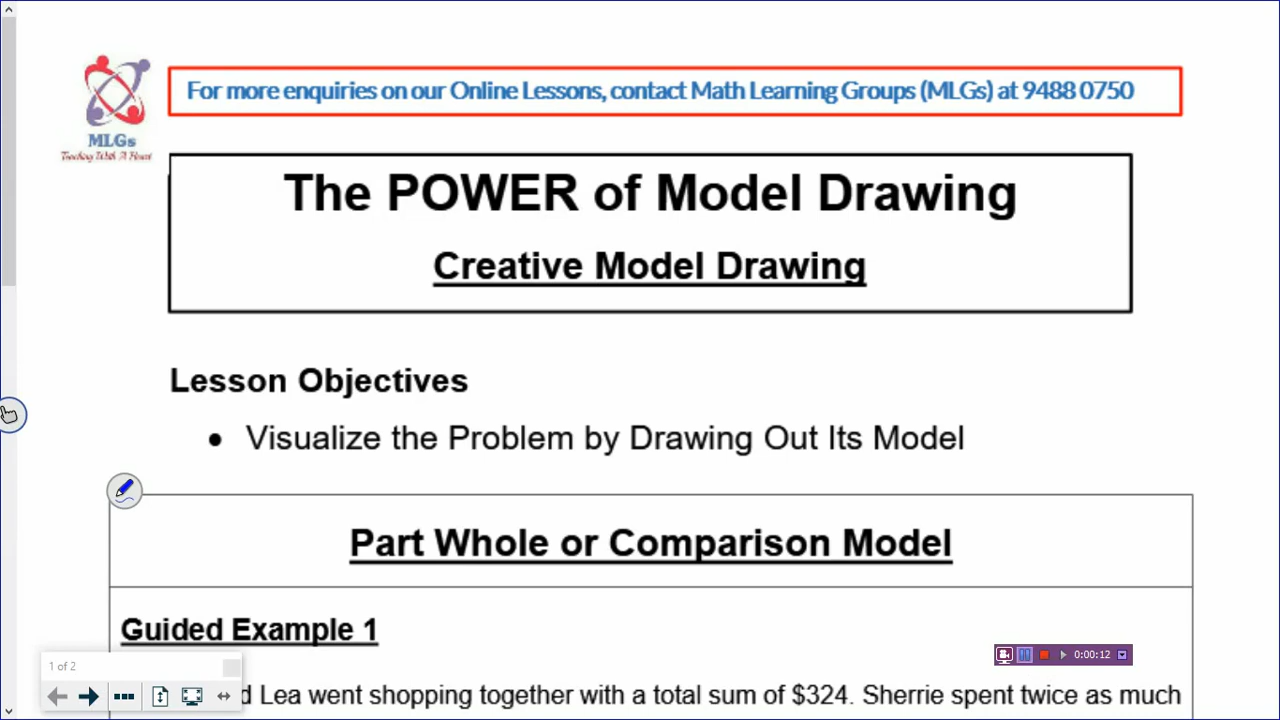 For more enquiries on our Online Lessons, contact Math Learning Groups (MLGs) at 9488 0750
MLGs
Teaching With A Heart
The POWER of Model Drawing
Creative Model Drawing
Lesson Objectives
• Visualize the Problem by Drawing Out Its Model
Part Whole or Comparison Model
Guided Example 1
1 of 2
0:00:12
Lea went shopping together with a total sum of $324. Sherrie spent twice as much